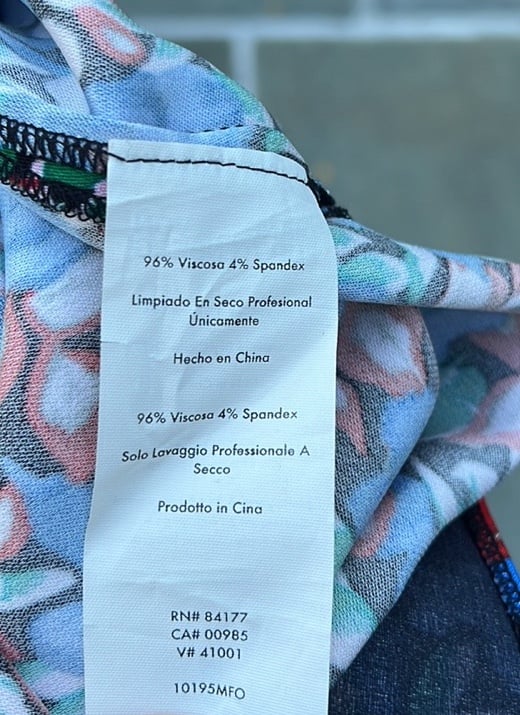 96% Viscosa 4% Spandex
Limpiado En Seco Profesional
Únicamente
Hecho en China
96% Viscosa 4% Spandex
Solo Lavaggio Professionale A
Secco
Prodotto in Cina
RN# 84177
CA# 00985
V# 41001
10195MFO